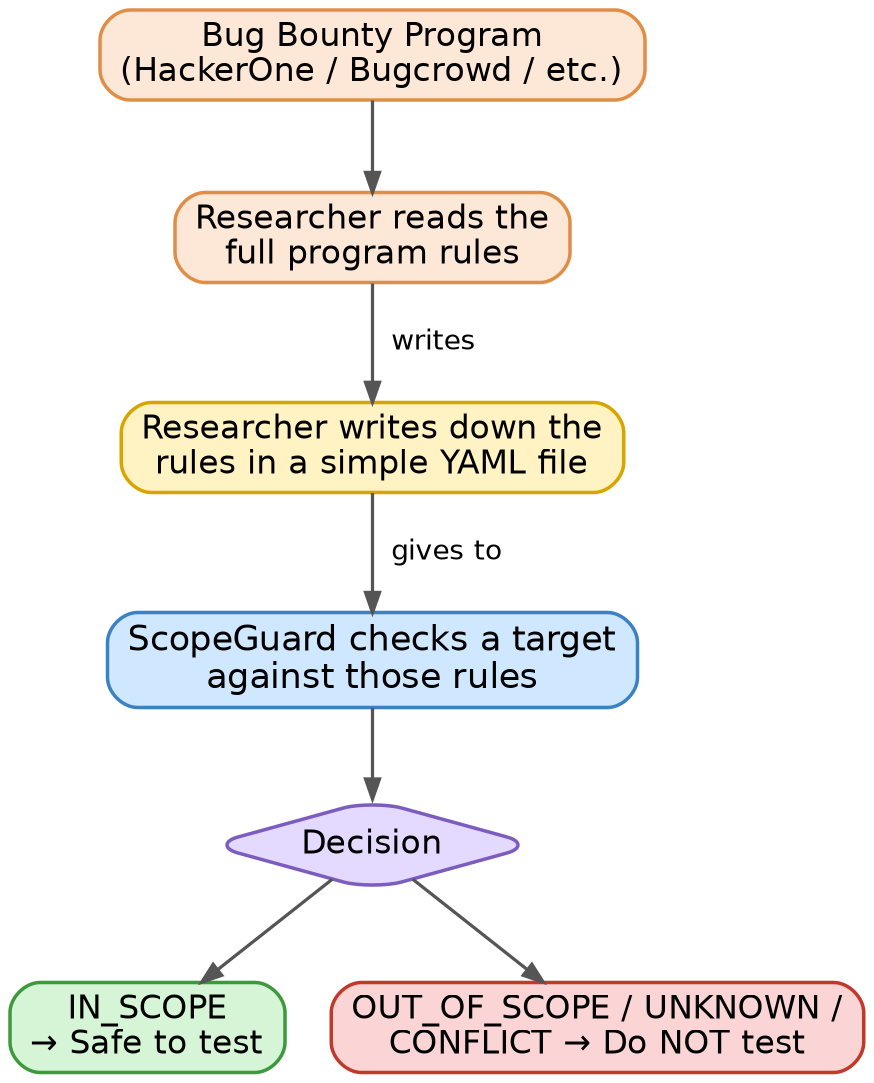 Bug Bounty Program
(HackerOne / Bugcrowd / etc.)
Researcher reads the
full program rules
writes
Researcher writes down the
rules in a simple YAML file
gives to
ScopeGuard checks a target
against those rules
Decision
IN_SCOPE
→ Safe to test
OUT_OF_SCOPE / UNKNOWN /
CONFLICT → Do NOT test